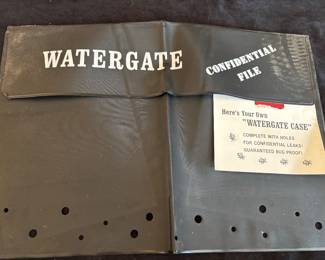 WATERGATE
CONFIDENTIAL
FILE
Here's Your Own
"WATERGATE CASE"
COMPLETE WITH HOLES
FOR CONFIDENTIAL LEAKS!
GUARANTEED BUG PROOF!